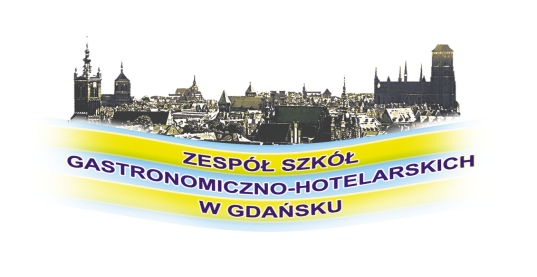 ZESPÓŁ SZKÓŁ
GASTRONOMICZNO-HOTELARSKICH
W GDAŃSKU